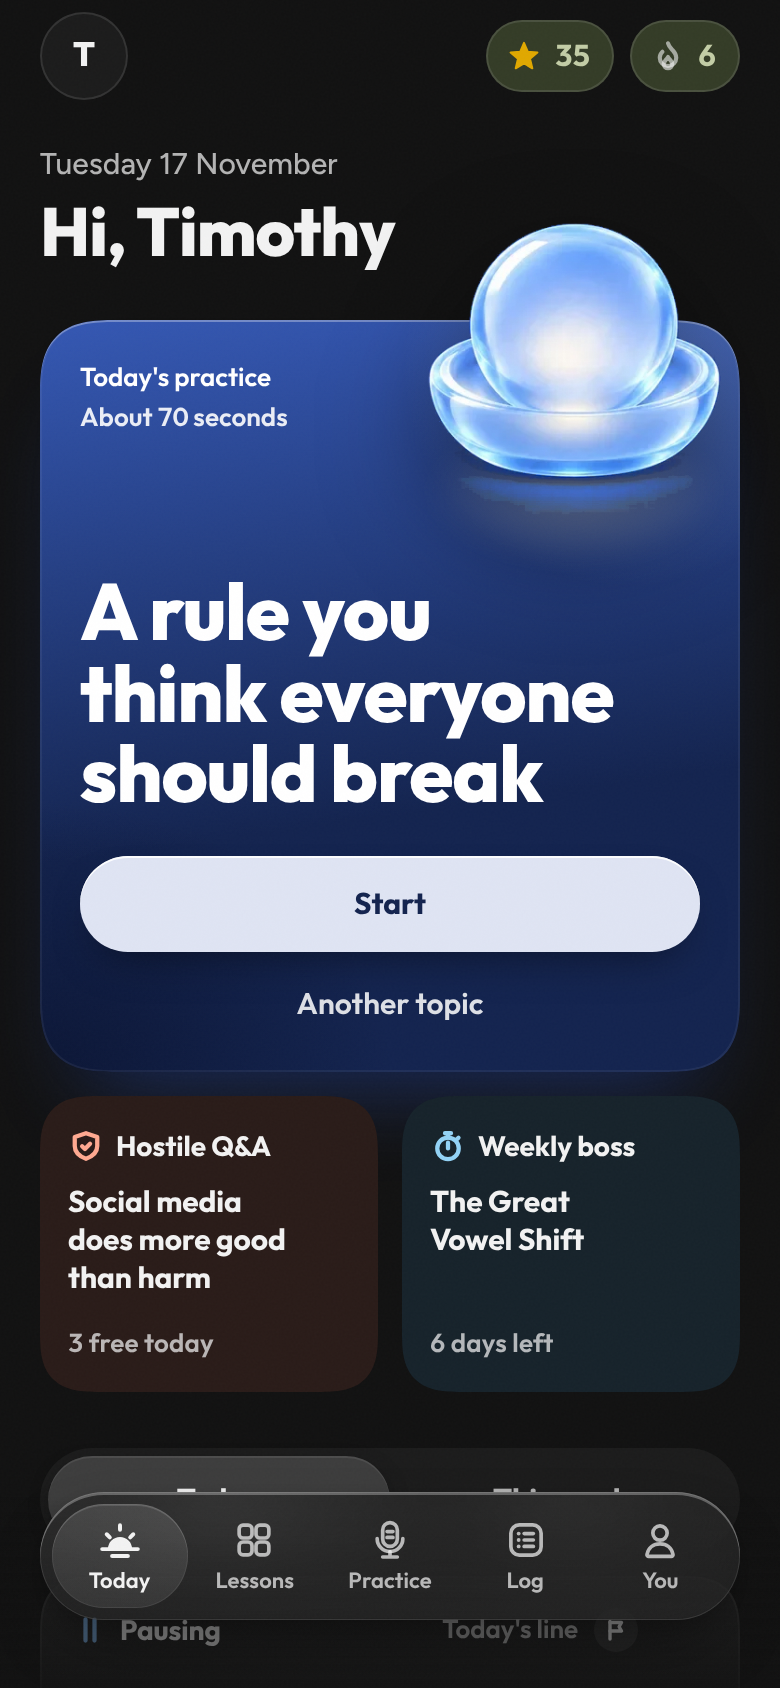 T
35
6
Tuesday 17 November
Hi, Timothy
Today's practice
About 70 seconds
A rule you
think everyone
should break
Start
Another topic
Hostile Q&A
Social media
does more good
than harm
3 free today
Weekly boss
The Great
Vowel Shift
6 days left
Today
Lessons
Practice
Log
You
Pausing
Today's line